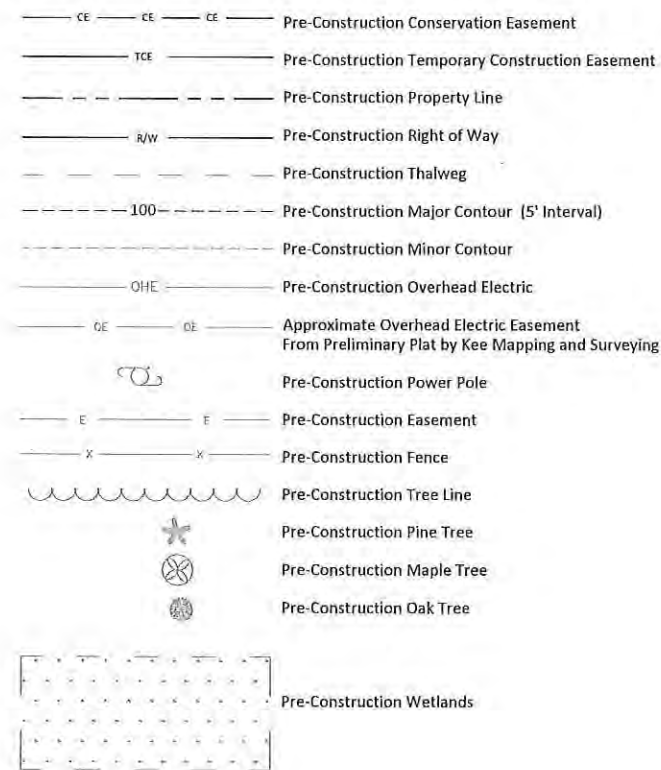 CE CE CE Pre-Construction Conservation Easement
TCE Pre-Construction Temporary Construction Easement
Pre-Construction Property Line
R/W Pre-Construction Right of Way
Pre-Construction Thalweg
100 Pre-Construction Major Contour (5' Interval)
Pre-Construction Minor Contour
OHE Pre-Construction Overhead Electric
OE OE Approximate Overhead Electric Easement
From Preliminary Plat by Kee Mapping and Surveying
Pre-Construction Power Pole
E E Pre-Construction Easement
X X Pre-Construction Fence
Pre-Construction Tree Line
Pre-Construction Pine Tree
Pre-Construction Maple Tree
Pre-Construction Oak Tree
Pre-Construction Wetlands